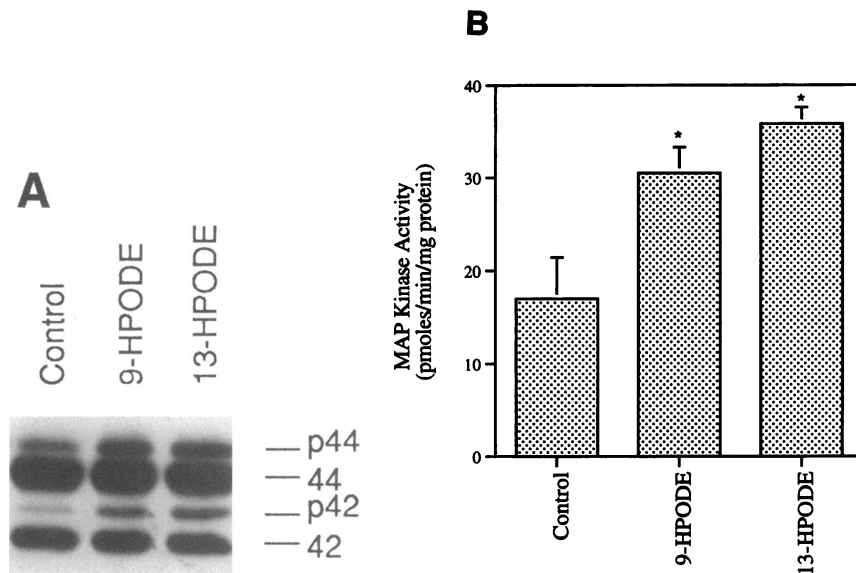 A
Control
9-HPODE
13-HPODE
p44
44
p42
42
B
MAP Kinase Activity
(pmoles/min/mg protein)
40
30
20
10
0
*
*
Control
9-HPODE
13-HPODE